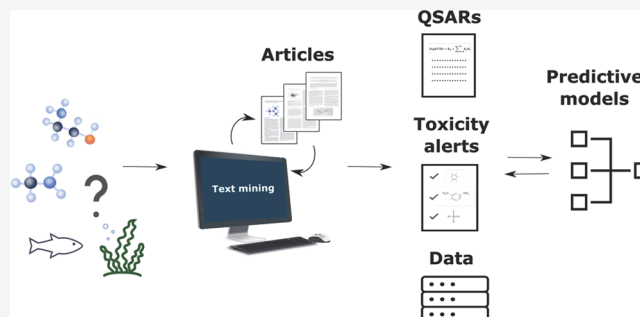 QSARs
Articles
Predictive
models
Toxicity
alerts
Text mining
?
Data